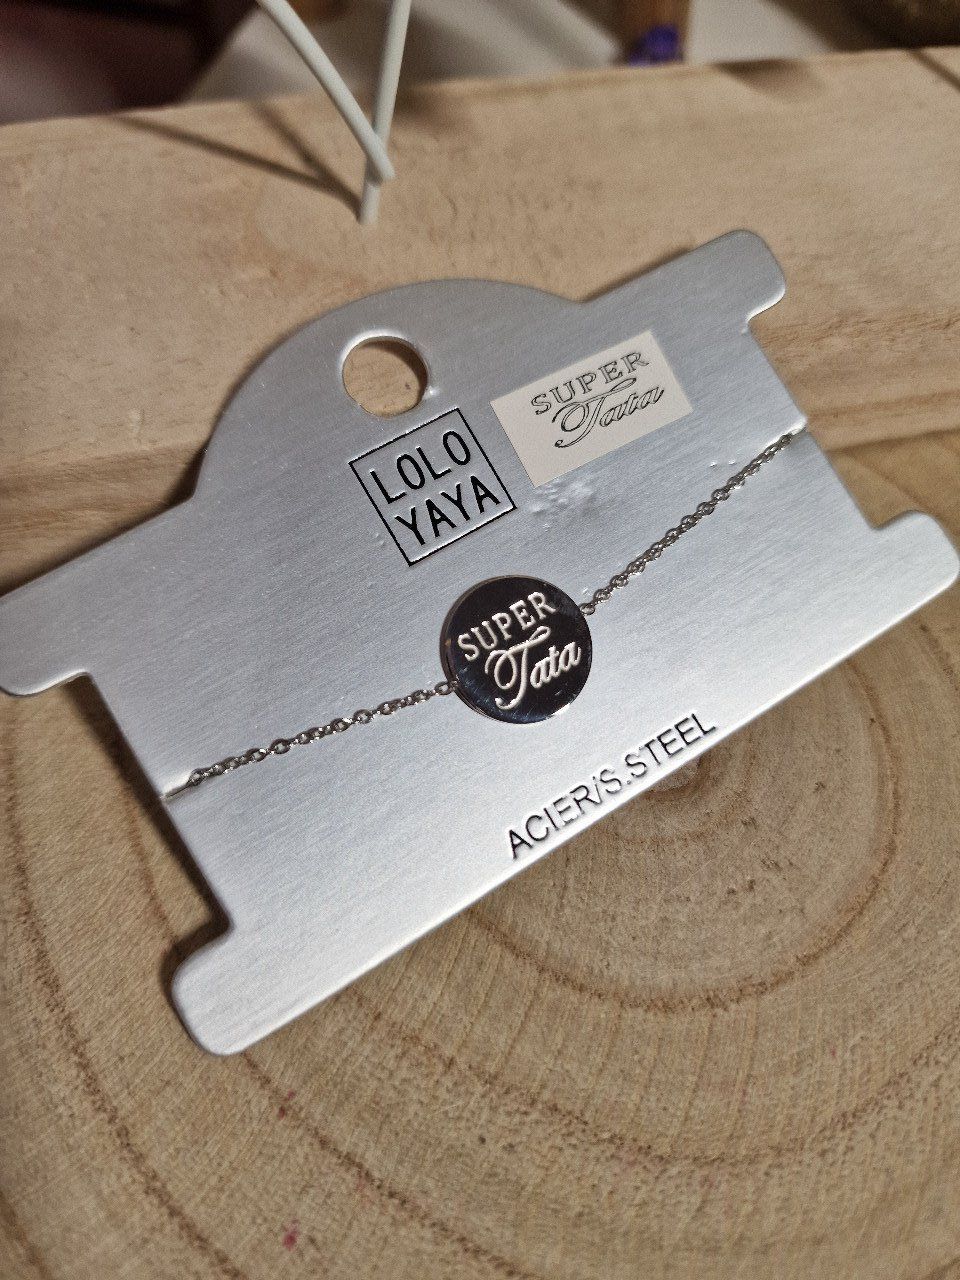 LOLO
YAYA
SUPER
Tata
SUPER
Tata
ACIER/S.STEEL